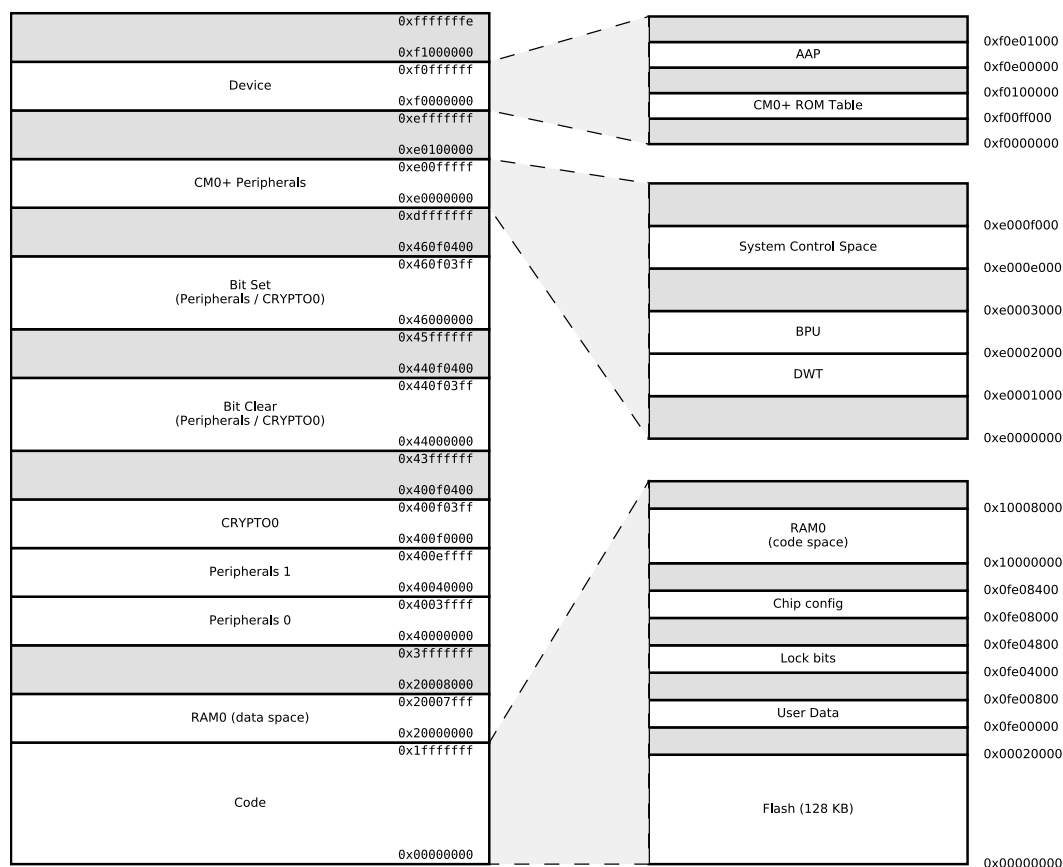 0xfffffffe
0xf1000000
0xf0ffffff
Device
0xf0000000
0xefffffff
0xe0100000
0xe00fffff
CM0+ Peripherals
0xe0000000
0xdfffffff
0x460f0400
0x460f03ff
Bit Set
(Peripherals / CRYPTO0)
0x46000000
0x45ffffff
0x440f0400
0x440f03ff
Bit Clear
(Peripherals / CRYPTO0)
0x44000000
0x43ffffff
0x400f0400
0x400f03ff
CRYPTO0
0x400f0000
0x400effff
Peripherals 1
0x40040000
0x4003ffff
Peripherals 0
0x40000000
0x3fffffff
0x20008000
0x20007fff
RAM0 (data space)
0x20000000
0x1fffffff
Code
0x00000000
0xf0e01000
AAP
0xf0e00000
0xf0100000
CM0+ ROM Table
0xf00ff000
0xf0000000
0xe000f000
System Control Space
0xe000e000
0xe0003000
BPU
0xe0002000
DWT
0xe0001000
0xe0000000
0x10008000
RAM0
(code space)
0x10000000
0x0fe08400
Chip config
0x0fe08000
0x0fe04800
Lock bits
0x0fe04000
0x0fe00800
User Data
0x0fe00000
0x00020000
Flash (128 KB)
0x00000000